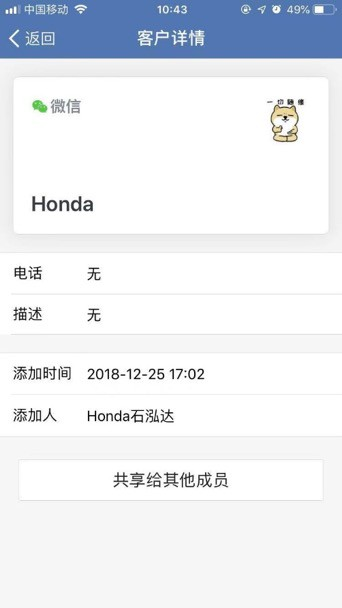 中国移动 10:43 49%
返回 客户详情
微信
一切随缘
Honda
电话 无
描述 无
添加时间 2018-12-25 17:02
添加人 Honda石泓达
共享给其他成员